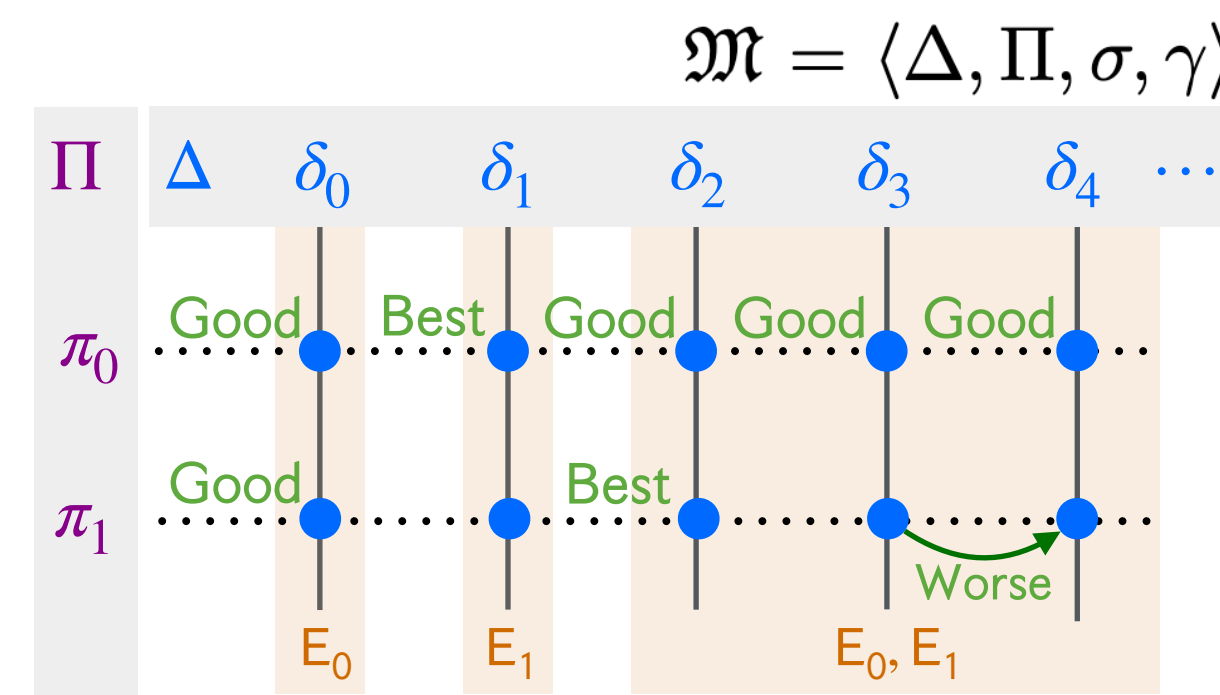 𝔐 = ⟨Δ, Π, σ, γ⟩
Π Δ δ₀ δ₁ δ₂ δ₃ δ₄ ⋯
Good Best Good Good Good
π₀
Good Best
π₁
Worse
E₀ E₁ E₀, E₁